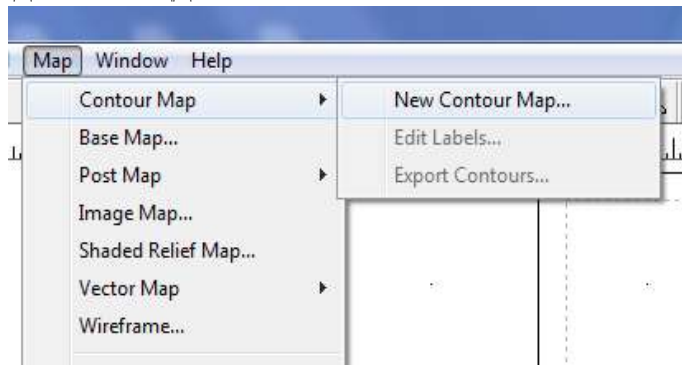 Map Window Help
Contour Map
New Contour Map...
Base Map...
Edit Labels...
Post Map
Export Contours...
Image Map...
Shaded Relief Map...
Vector Map
Wireframe...